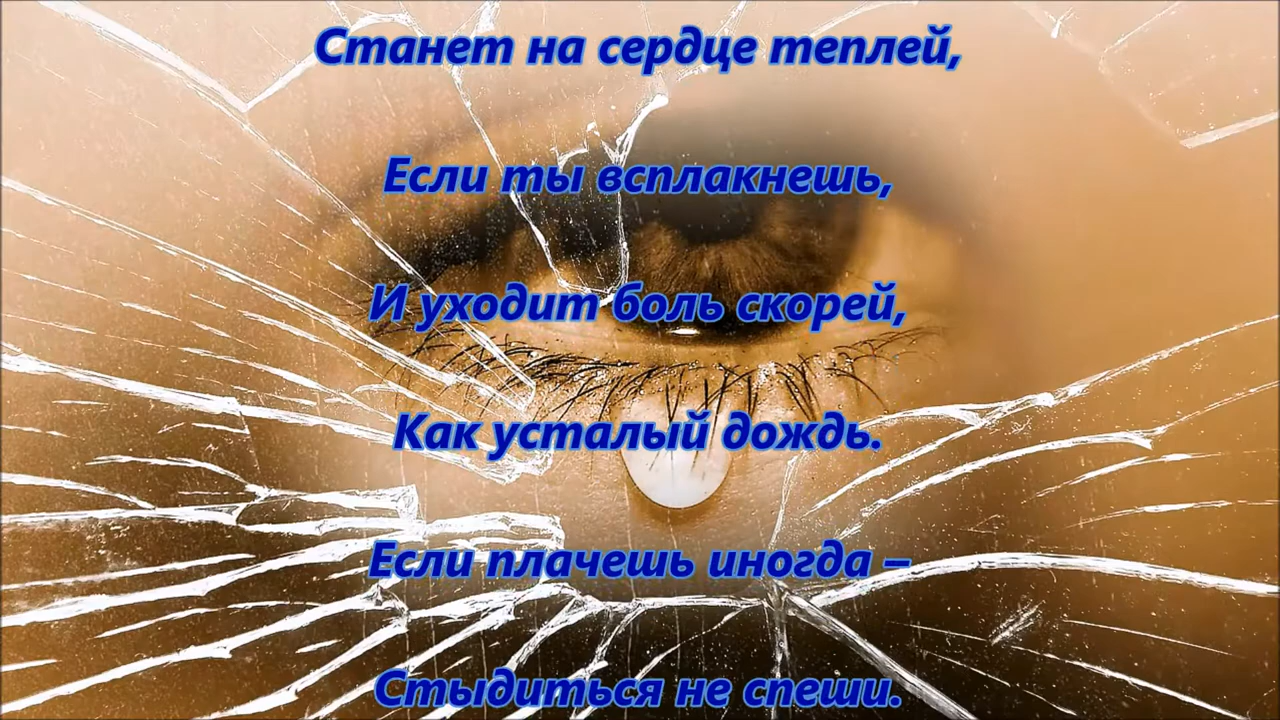 Станет на сердце теплей,
Если ты всплакнешь,
И уходит боль скорей,
Как усталый дождь.
Если плачешь иногда –
Стыдиться не спеши.